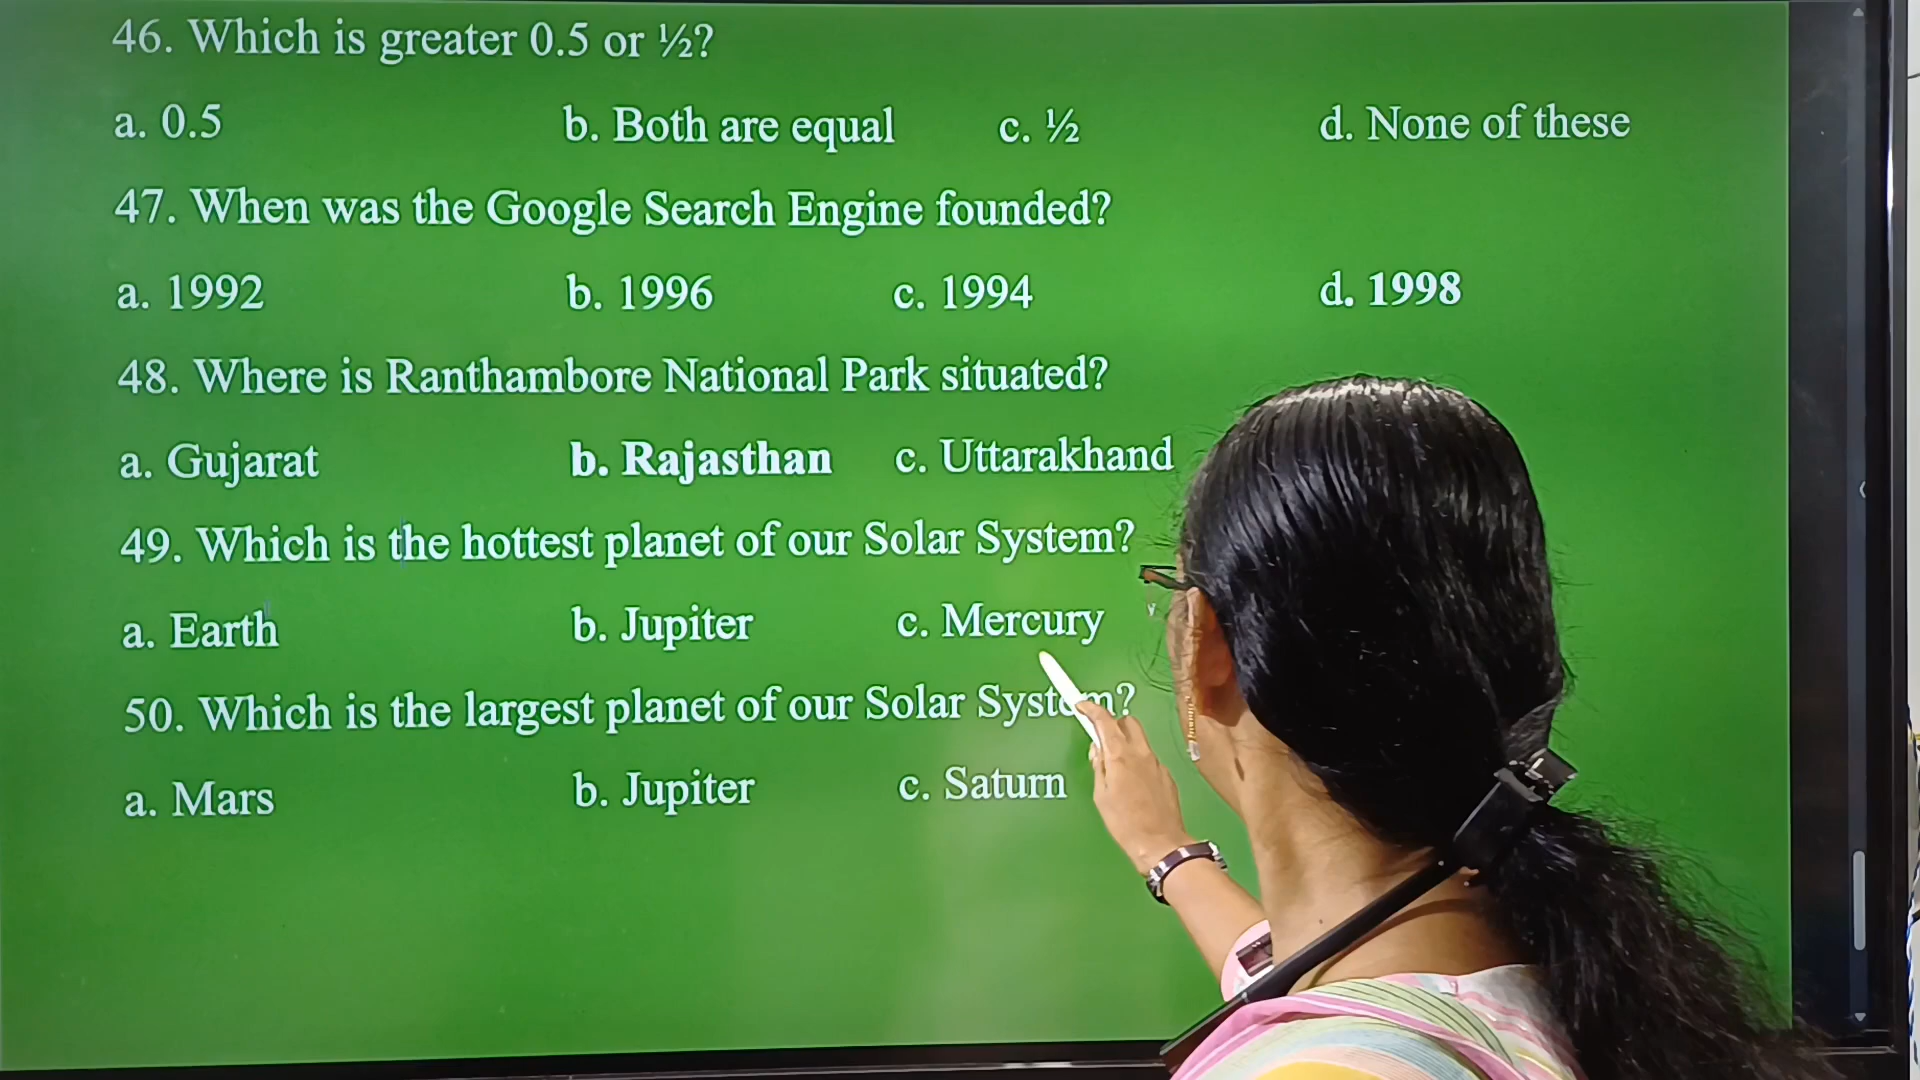 46. Which is greater 0.5 or ½?
a. 0.5 b. Both are equal c. ½ d. None of these
47. When was the Google Search Engine founded?
a. 1992 b. 1996 c. 1994 d. 1998
48. Where is Ranthambore National Park situated?
a. Gujarat b. Rajasthan c. Uttarakhand
49. Which is the hottest planet of our Solar System?
a. Earth b. Jupiter c. Mercury
50. Which is the largest planet of our Solar System?
a. Mars b. Jupiter c. Saturn